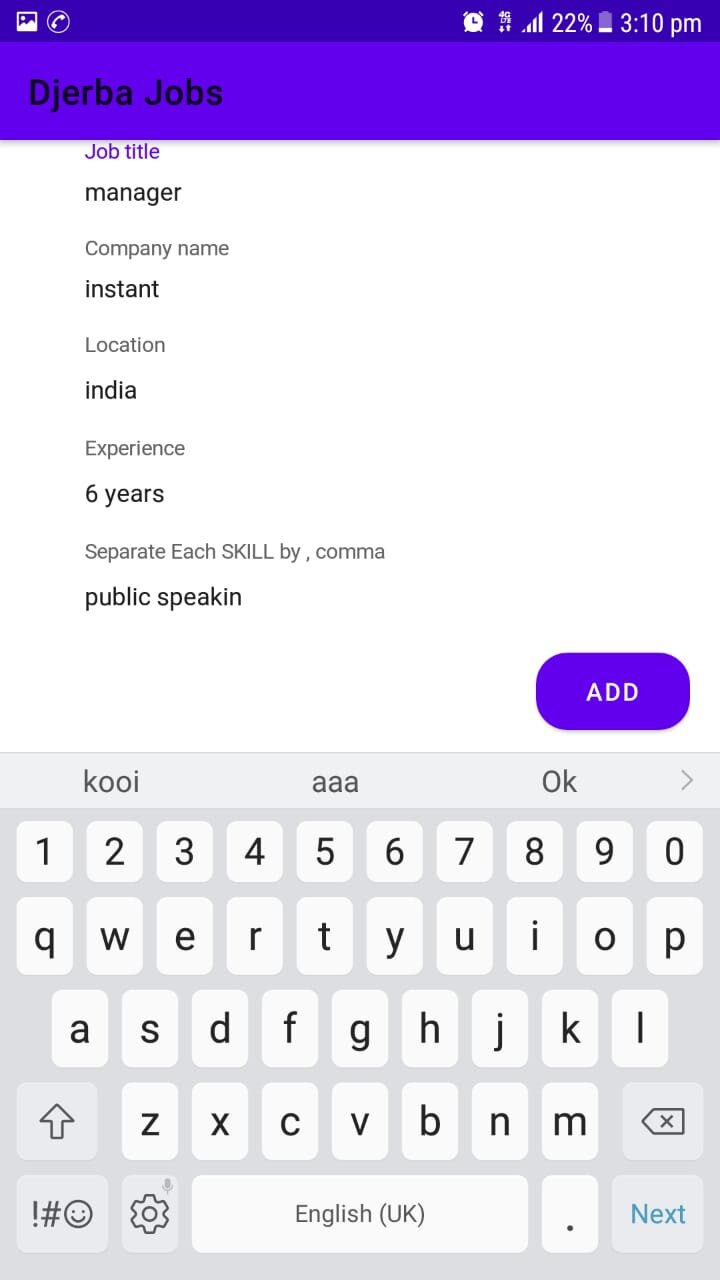 22% 3:10 pm
Djerba Jobs
Job title
manager
Company name
instant
Location
india
Experience
6 years
Separate Each SKILL by , comma
public speakin
ADD
kooi aaa Ok
1 2 3 4 5 6 7 8 9 0
q w e r t y u i o p
a s d f g h j k l
z x c v b n m
!#☺ English (UK) . Next